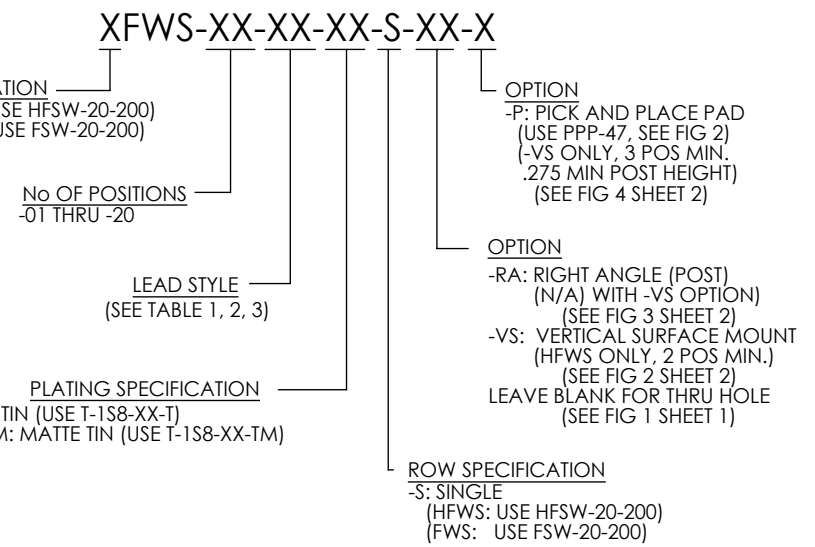 XFWS-XX-XX-XX-S-XX-X
OPTION
-P: PICK AND PLACE PAD
(USE PPP-47, SEE FIG 2)
(-VS ONLY, 3 POS MIN.
.275 MIN POST HEIGHT)
(SEE FIG 4 SHEET 2)
HFSW-20-200)
FSW-20-200)
No OF POSITIONS
-01 THRU -20
OPTION
-RA: RIGHT ANGLE (POST)
(N/A) WITH -VS OPTION)
(SEE FIG 3 SHEET 2)
-VS: VERTICAL SURFACE MOUNT
(HFWS ONLY, 2 POS MIN.)
(SEE FIG 2 SHEET 2)
LEAVE BLANK FOR THRU HOLE
(SEE FIG 1 SHEET 1)
LEAD STYLE
(SEE TABLE 1, 2, 3)
PLATING SPECIFICATION
TIN (USE T-1S8-XX-T)
MATTE TIN (USE T-1S8-XX-TM)
ROW SPECIFICATION
-S: SINGLE
(HFWS: USE HFSW-20-200)
(FWS: USE FSW-20-200)